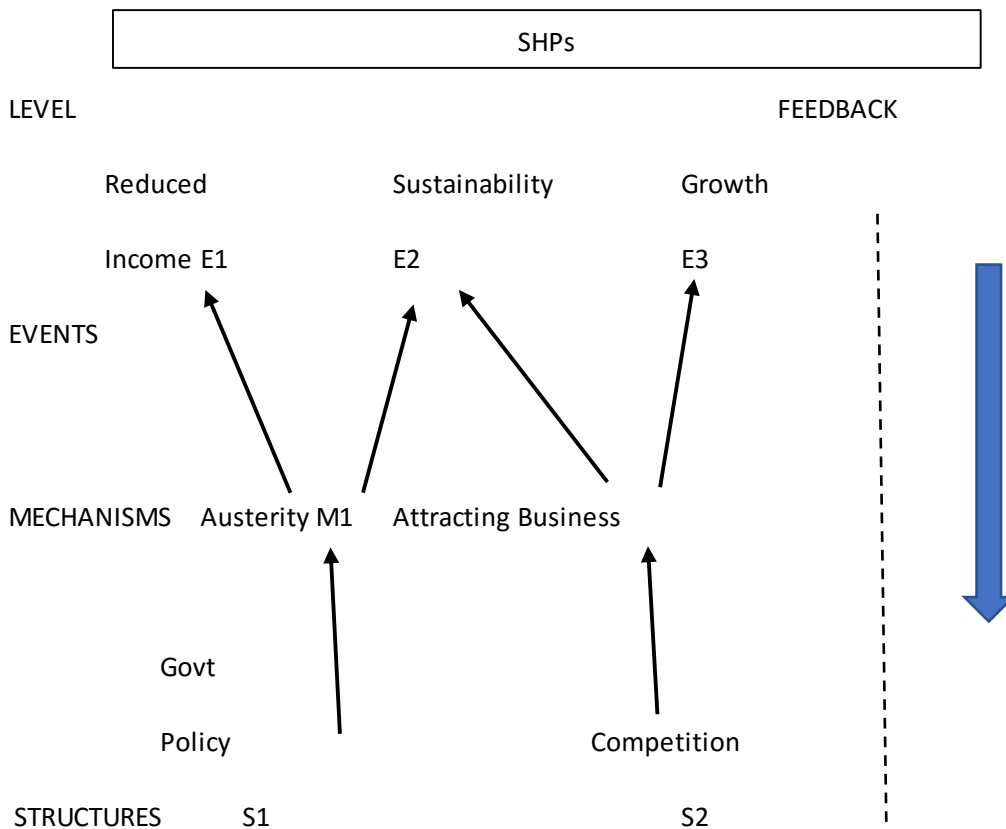 SHPs
LEVEL FEEDBACK
Reduced Sustainability Growth
Income E1 E2 E3
EVENTS
MECHANISMS Austerity M1 Attracting Business
Govt
Policy Competition
STRUCTURES S1 S2